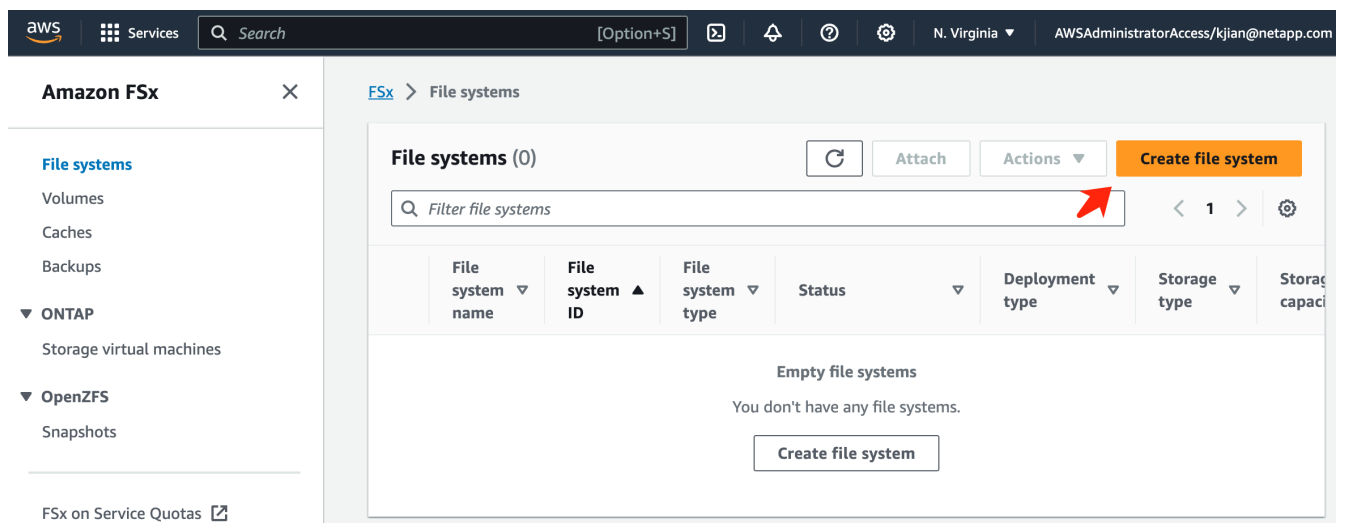 aws
Services
Search
[Option+S]
N. Virginia
AWSAdministratorAccess/kjian@netapp.com
Amazon FSx
File systems
Volumes
Caches
Backups
ONTAP
Storage virtual machines
OpenZFS
Snapshots
FSx on Service Quotas
FSx > File systems
File systems (0)
Attach
Actions
Create file system
Filter file systems
1
File
system
name
File
system
ID
File
system
type
Status
Deployment
type
Storage
type
Storag
capaci
Empty file systems
You don't have any file systems.
Create file system